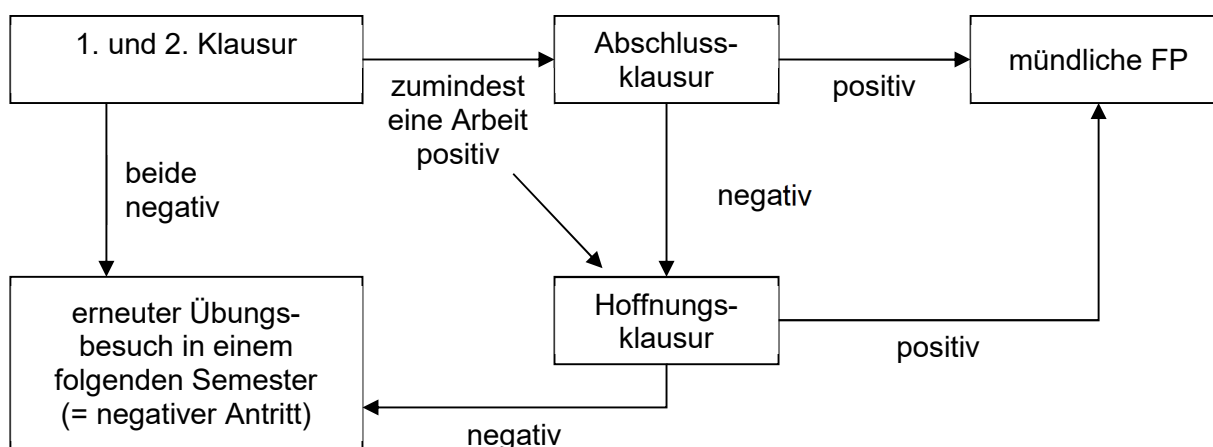 1. und 2. Klausur
zumindest
eine Arbeit
positiv
Abschluss-
klausur
positiv
mündliche FP
beide
negativ
negativ
erneuter Übungs-
besuch in einem
folgenden Semester
(= negativer Antritt)
Hoffnungs-
klausur
positiv
negativ